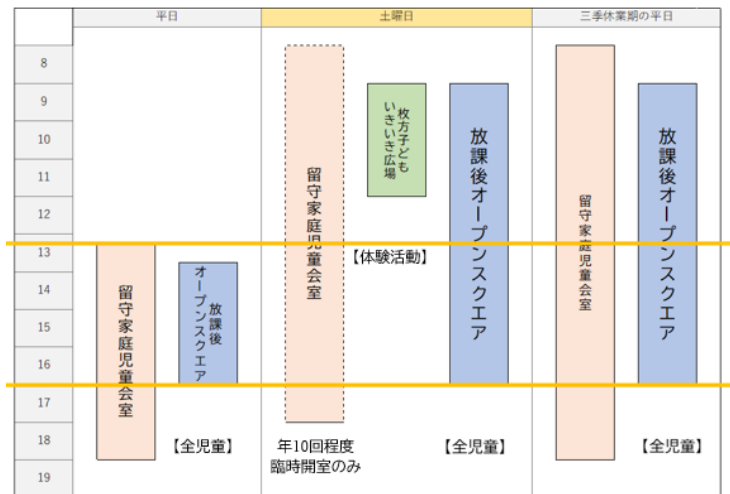 平日
土曜日
三季休業期の平日
8
9
10
11
12
13
14
15
16
17
18
19
留守家庭児童会室
放課後
オープンスクエア
【全児童】
留守家庭児童会室
年10回程度
臨時開室のみ
枚方子ども
いきいき広場
【体験活動】
放課後オープンスクエア
【全児童】
留守家庭児童会室
放課後オープンスクエア
【全児童】